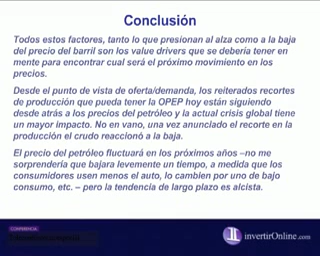 Conclusión
Todos estos factores, tanto lo que presionan al alza como a la baja
del precio del barril son los value drivers que se debería tener en
mente para encontrar cual será el próximo movimiento en los
precios.
Desde el punto de vista de oferta/demanda, los reiterados recortes
de producción que pueda tener la OPEP hoy están siguiendo
desde atrás a los precios del petróleo y la actual crisis global tiene
un mayor impacto. No en vano, una vez anunciado el recorte en la
producción el crudo reaccionó a la baja.
El precio del petróleo fluctuará en los próximos años –no me
sorprendería que bajara levemente un tiempo, a medida que los
consumidores usen menos el auto, lo cambien por uno de bajo
consumo, etc. – pero la tendencia de largo plazo es alcista.
CONFERENCIA
invertirOnline.com